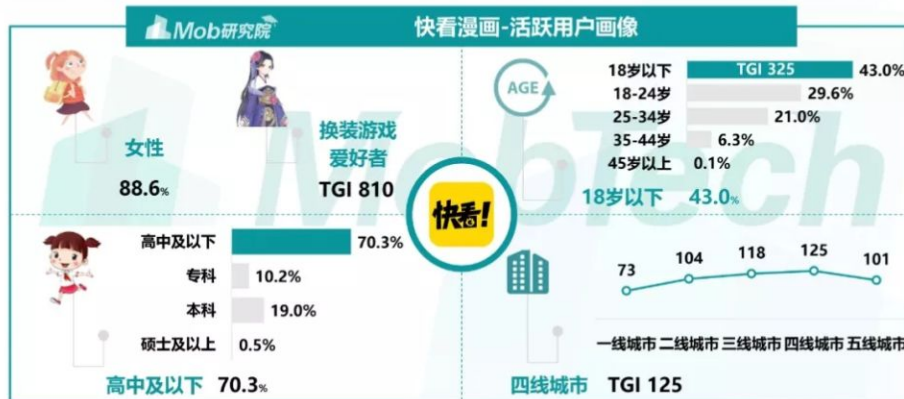 Mob研究院
快看漫画-活跃用户画像
女性
88.6%
换装游戏
爱好者
TGI 810
AGE
18岁以下 TGI 325 43.0%
18-24岁 29.6%
25-34岁 21.0%
35-44岁 6.3%
45岁以上 0.1%
18岁以下 43.0%
快看!
高中及以下 70.3%
专科 10.2%
本科 19.0%
硕士及以上 0.5%
高中及以下 70.3%
73 104 118 125 101
一线城市 二线城市 三线城市 四线城市 五线城市
四线城市 TGI 125
MobTech